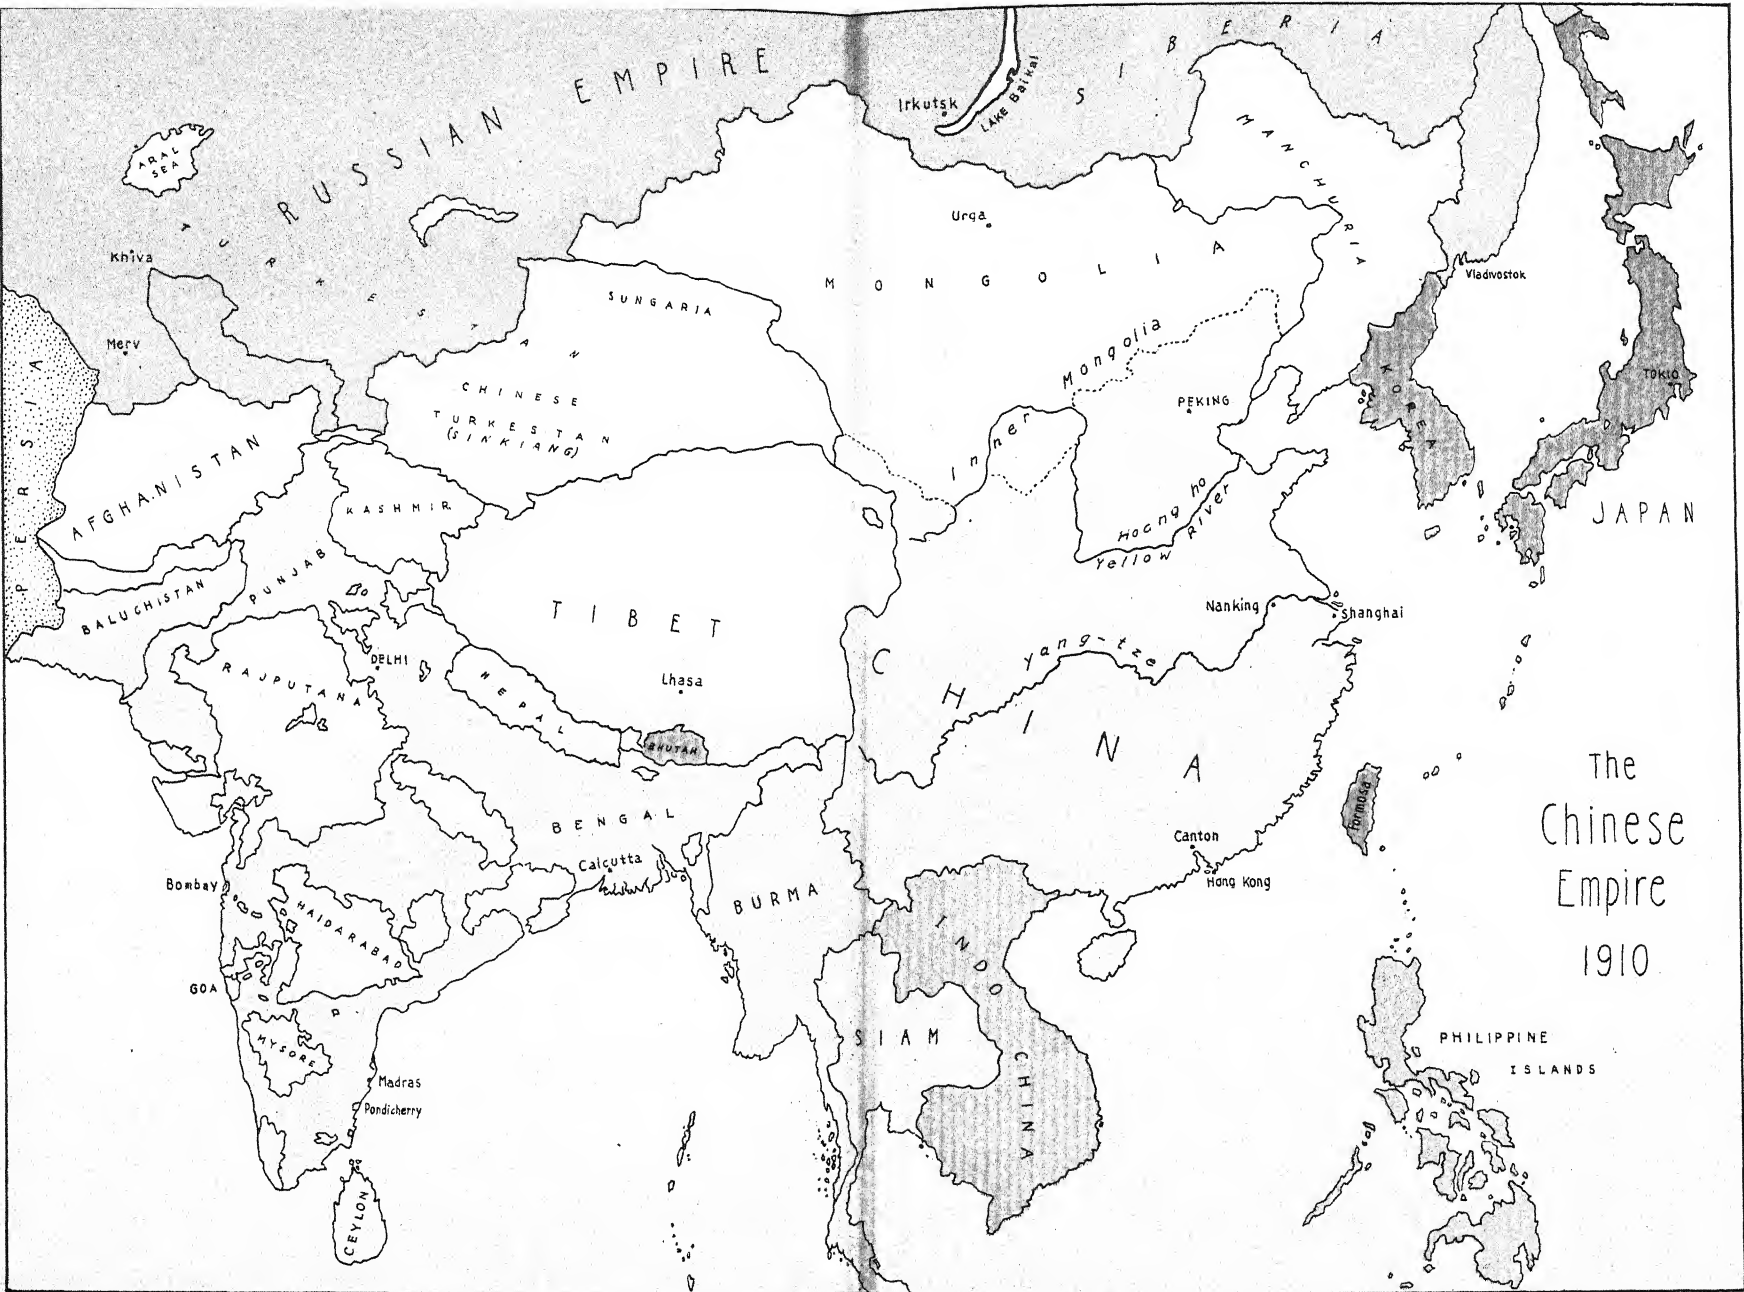 RUSSIAN EMPIRE
SIBERIA
Irkutsk
LAKE Baikal
ARAL
SEA
TURKESTAN
Khiva
Merv
PERSIA
MANCHURIA
Urga
MONGOLIA
Vladivostok
SUNGARIA
CHINESE
TURKESTAN
(SINKIANG)
Inner Mongolia
PEKING
KOREA
TOKIO
JAPAN
AFGHANISTAN
KASHMIR
PUNJAB
BALUCHISTAN
Hoang ho
Yellow River
TIBET
Lhasa
Nanking
Shanghai
yang-tze
CHINA
DELHI
RAJPUTANA
NEPAL
BHUTAN
BENGAL
Calcutta
Formosa
Canton
Hong Kong
The
Chinese
Empire
1910
Bombay
HAIDARABAD
BURMA
INDO CHINA
GOA
MYSORE
SIAM
PHILIPPINE
ISLANDS
Madras
Pondicherry
CEYLON